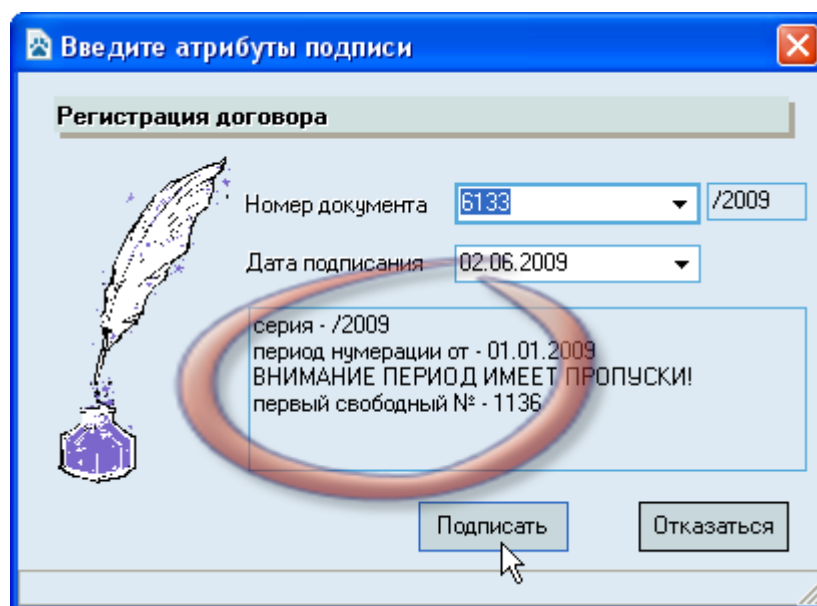 Введите атрибуты подписи
Регистрация договора
Номер документа 6133 /2009
Дата подписания 02.06.2009
серия - /2009
период нумерации от - 01.01.2009
ВНИМАНИЕ ПЕРИОД ИМЕЕТ ПРОПУСКИ!
первый свободный № - 1136
Подписать Отказаться